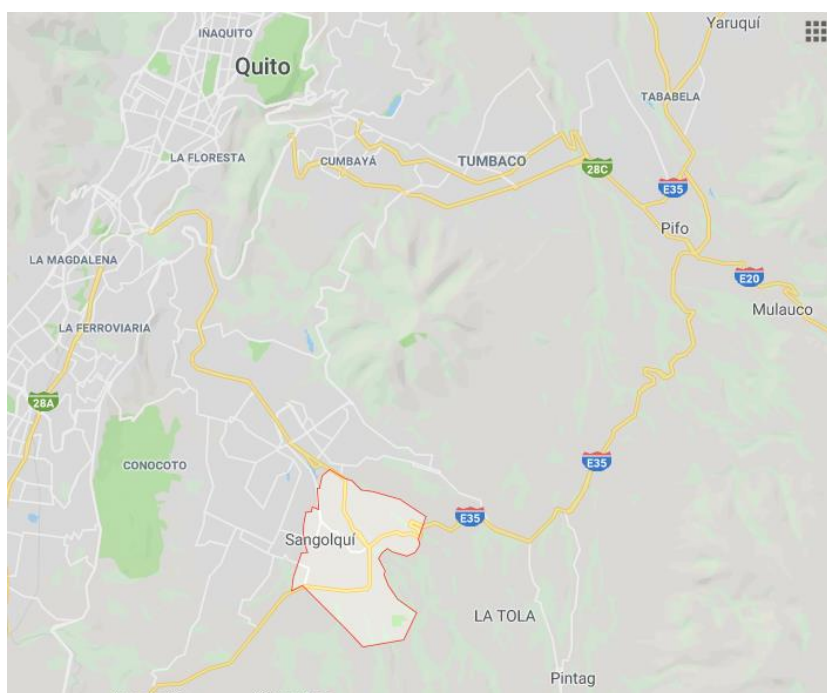 Yaruquí
IÑAQUITO
Quito
TABABELA
LA FLORESTA
CUMBAYÁ
TUMBACO
28C
E35
Pifo
LA MAGDALENA
E20
Mulauco
LA FERROVIARIA
28A
CONOCOTO
E35
E35
Sangolquí
LA TOLA
Pintag